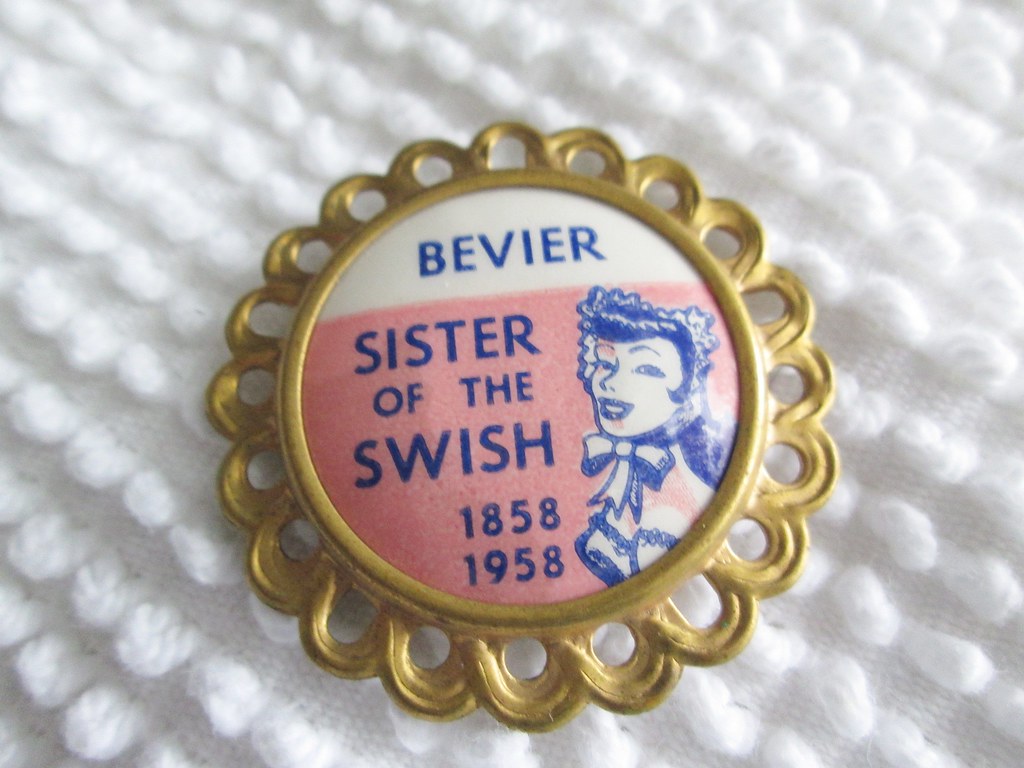 BEVIER
SISTER
OF THE
SWISH
1858
1958